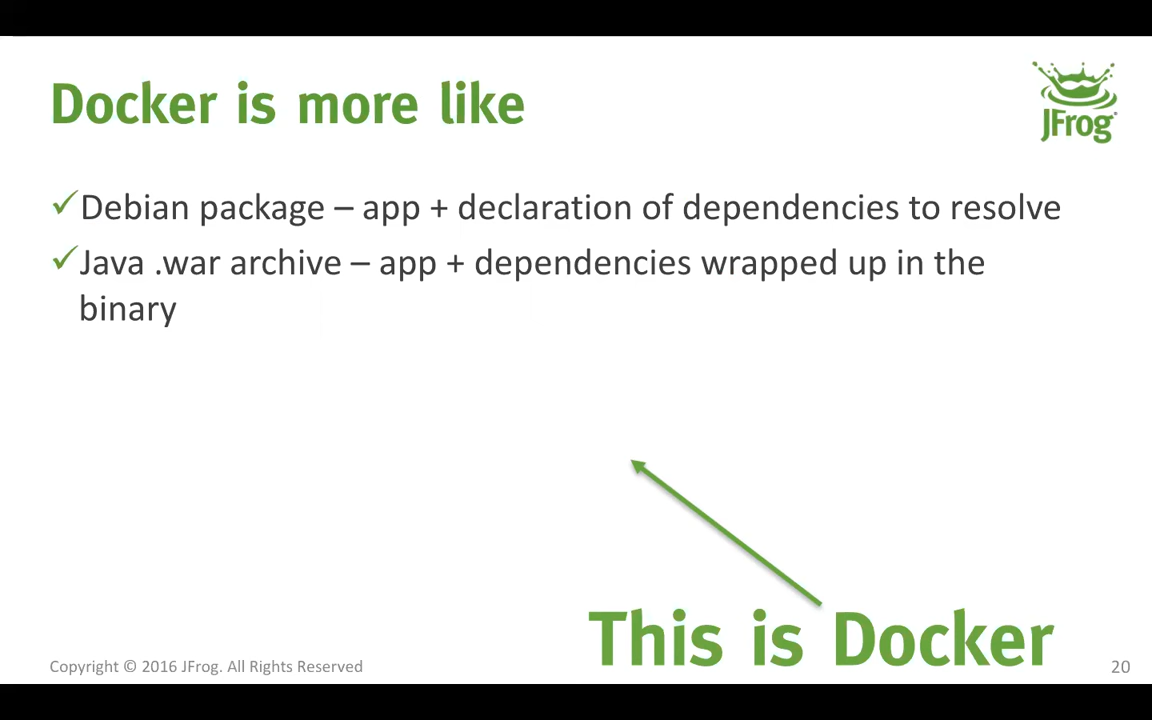 Docker is more like
JFrog
Debian package – app + declaration of dependencies to resolve
Java .war archive – app + dependencies wrapped up in the
binary
This is Docker
Copyright © 2016 JFrog. All Rights Reserved
20